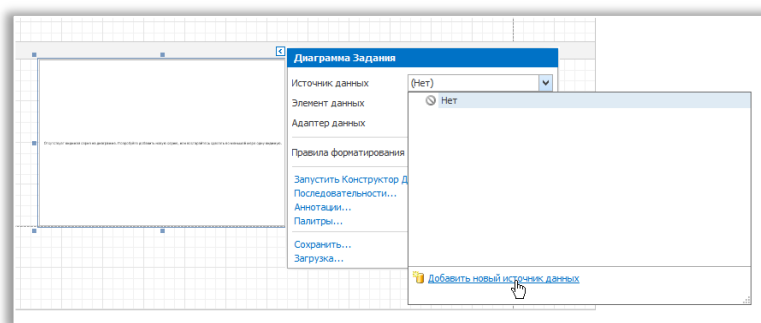 Диаграмма Задания
Источник данных (Нет)
Элемент данных
Нет
Адаптер данных
Правила форматирования
Запустить Конструктор Д
Последовательности...
Аннотации...
Палитры...
Сохранить...
Загрузка...
Добавить новый источник данных